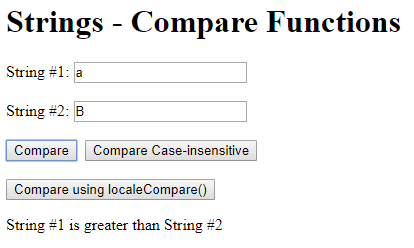 Strings - Compare Functions
String #1: a
String #2: B
Compare Compare Case-insensitive
Compare using localeCompare()
String #1 is greater than String #2